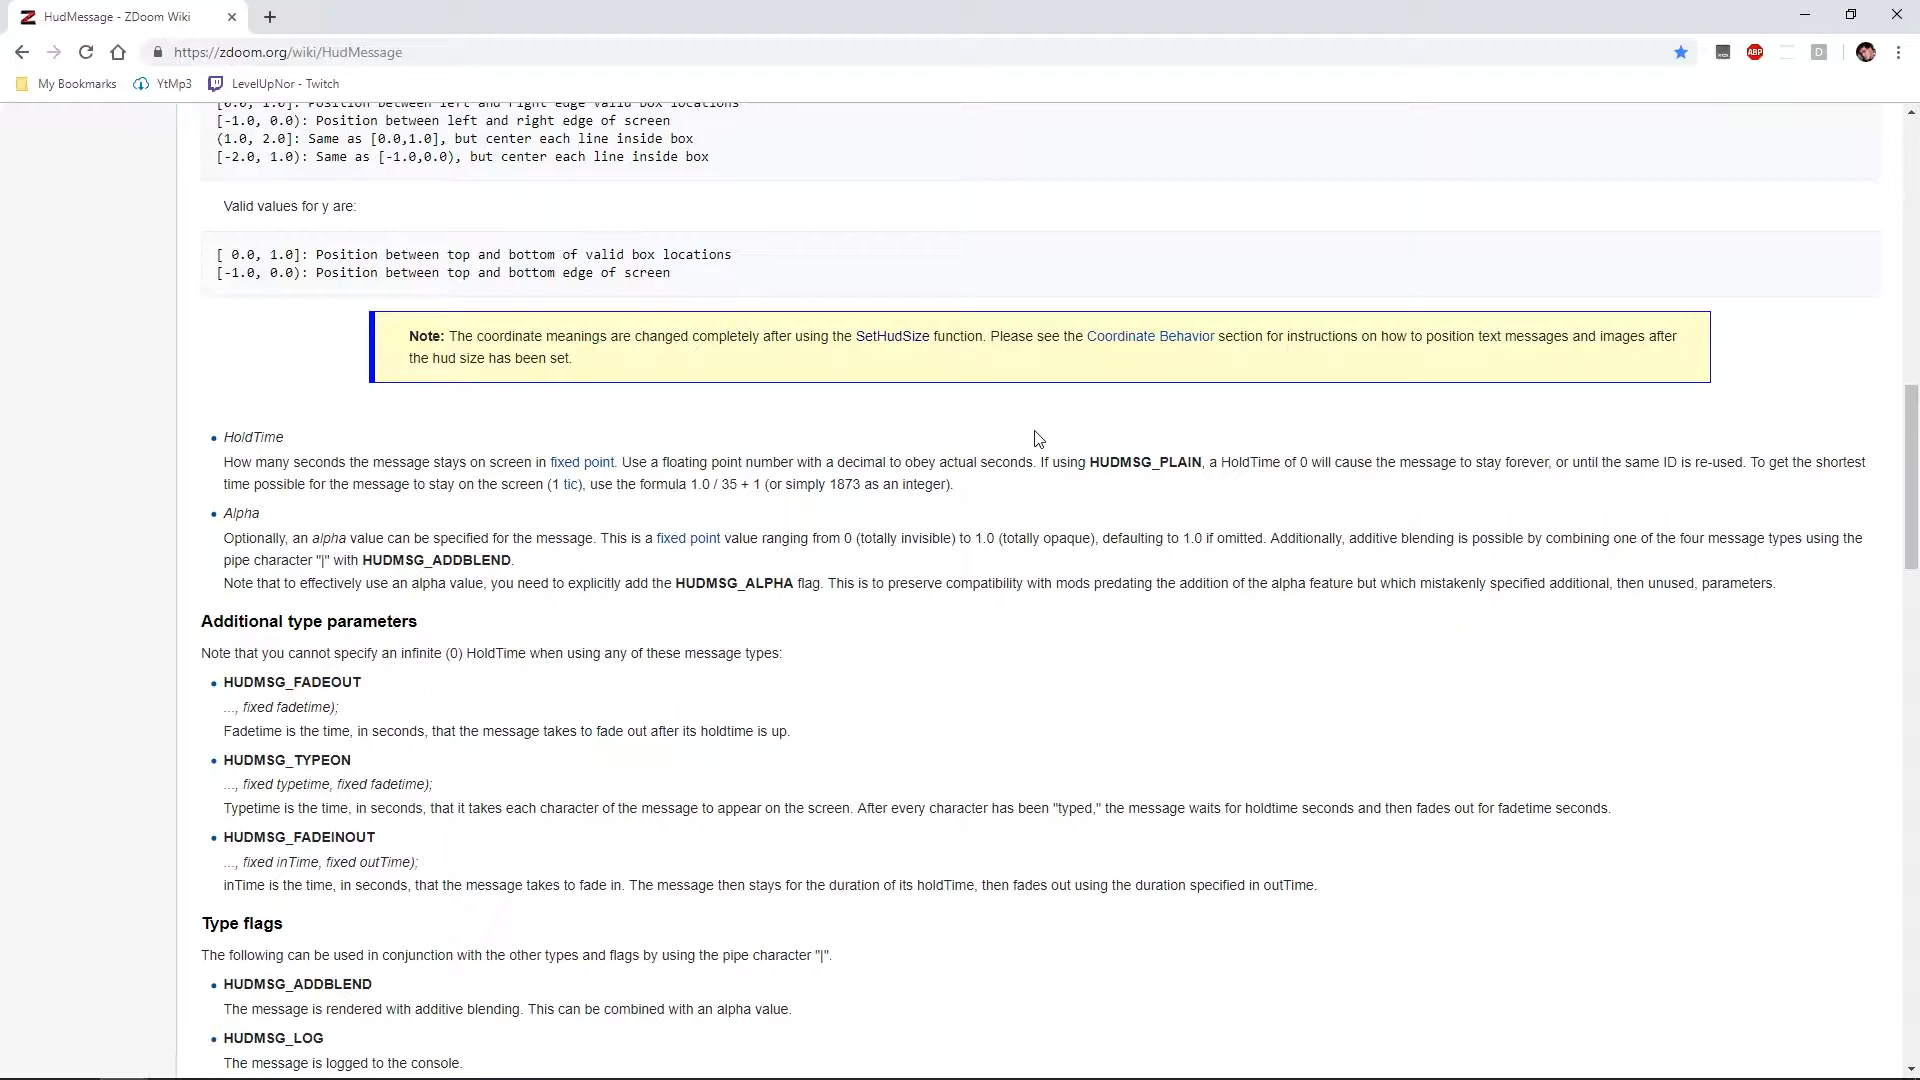 HudMessage - ZDoom Wiki
https://zdoom.org/wiki/HudMessage
ABP
D
My Bookmarks
YtMp3
LevelUpNor - Twitch
[0.0, 1.0]: Position between left and right edge valid box locations
[-1.0, 0.0): Position between left and right edge of screen
(1.0, 2.0]: Same as [0.0,1.0], but center each line inside box
[-2.0, 1.0): Same as [-1.0,0.0), but center each line inside box
Valid values for y are:
[ 0.0, 1.0]: Position between top and bottom of valid box locations
[-1.0, 0.0): Position between top and bottom edge of screen
Note: The coordinate meanings are changed completely after using the SetHudSize function. Please see the Coordinate Behavior section for instructions on how to position text messages and images after
the hud size has been set.
• HoldTime
How many seconds the message stays on screen in fixed point. Use a floating point number with a decimal to obey actual seconds. If using HUDMSG_PLAIN, a HoldTime of 0 will cause the message to stay forever, or until the same ID is re-used. To get the shortest
time possible for the message to stay on the screen (1 tic), use the formula 1.0 / 35 + 1 (or simply 1873 as an integer).
• Alpha
Optionally, an alpha value can be specified for the message. This is a fixed point value ranging from 0 (totally invisible) to 1.0 (totally opaque), defaulting to 1.0 if omitted. Additionally, additive blending is possible by combining one of the four message types using the
pipe character "|" with HUDMSG_ADDBLEND.
Note that to effectively use an alpha value, you need to explicitly add the HUDMSG_ALPHA flag. This is to preserve compatibility with mods predating the addition of the alpha feature but which mistakenly specified additional, then unused, parameters.
Additional type parameters
Note that you cannot specify an infinite (0) HoldTime when using any of these message types:
• HUDMSG_FADEOUT
..., fixed fadetime);
Fadetime is the time, in seconds, that the message takes to fade out after its holdtime is up.
• HUDMSG_TYPEON
..., fixed typetime, fixed fadetime);
Typetime is the time, in seconds, that it takes each character of the message to appear on the screen. After every character has been "typed," the message waits for holdtime seconds and then fades out for fadetime seconds.
• HUDMSG_FADEINOUT
..., fixed inTime, fixed outTime);
inTime is the time, in seconds, that the message takes to fade in. The message then stays for the duration of its holdTime, then fades out using the duration specified in outTime.
Type flags
The following can be used in conjunction with the other types and flags by using the pipe character "|".
• HUDMSG_ADDBLEND
The message is rendered with additive blending. This can be combined with an alpha value.
• HUDMSG_LOG
The message is logged to the console.